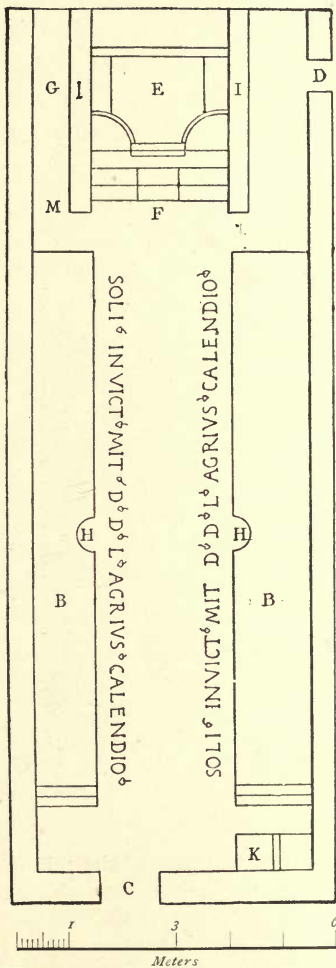 G I E I D
M F
SOLI · INVICT · MIT · D · D · L · AGRIVS · CALENDIO ·
SOLI · INVICT · MIT D · D · L · AGRIVS · CALENDIO ·
H H
B B
K
C
1 3
Meters